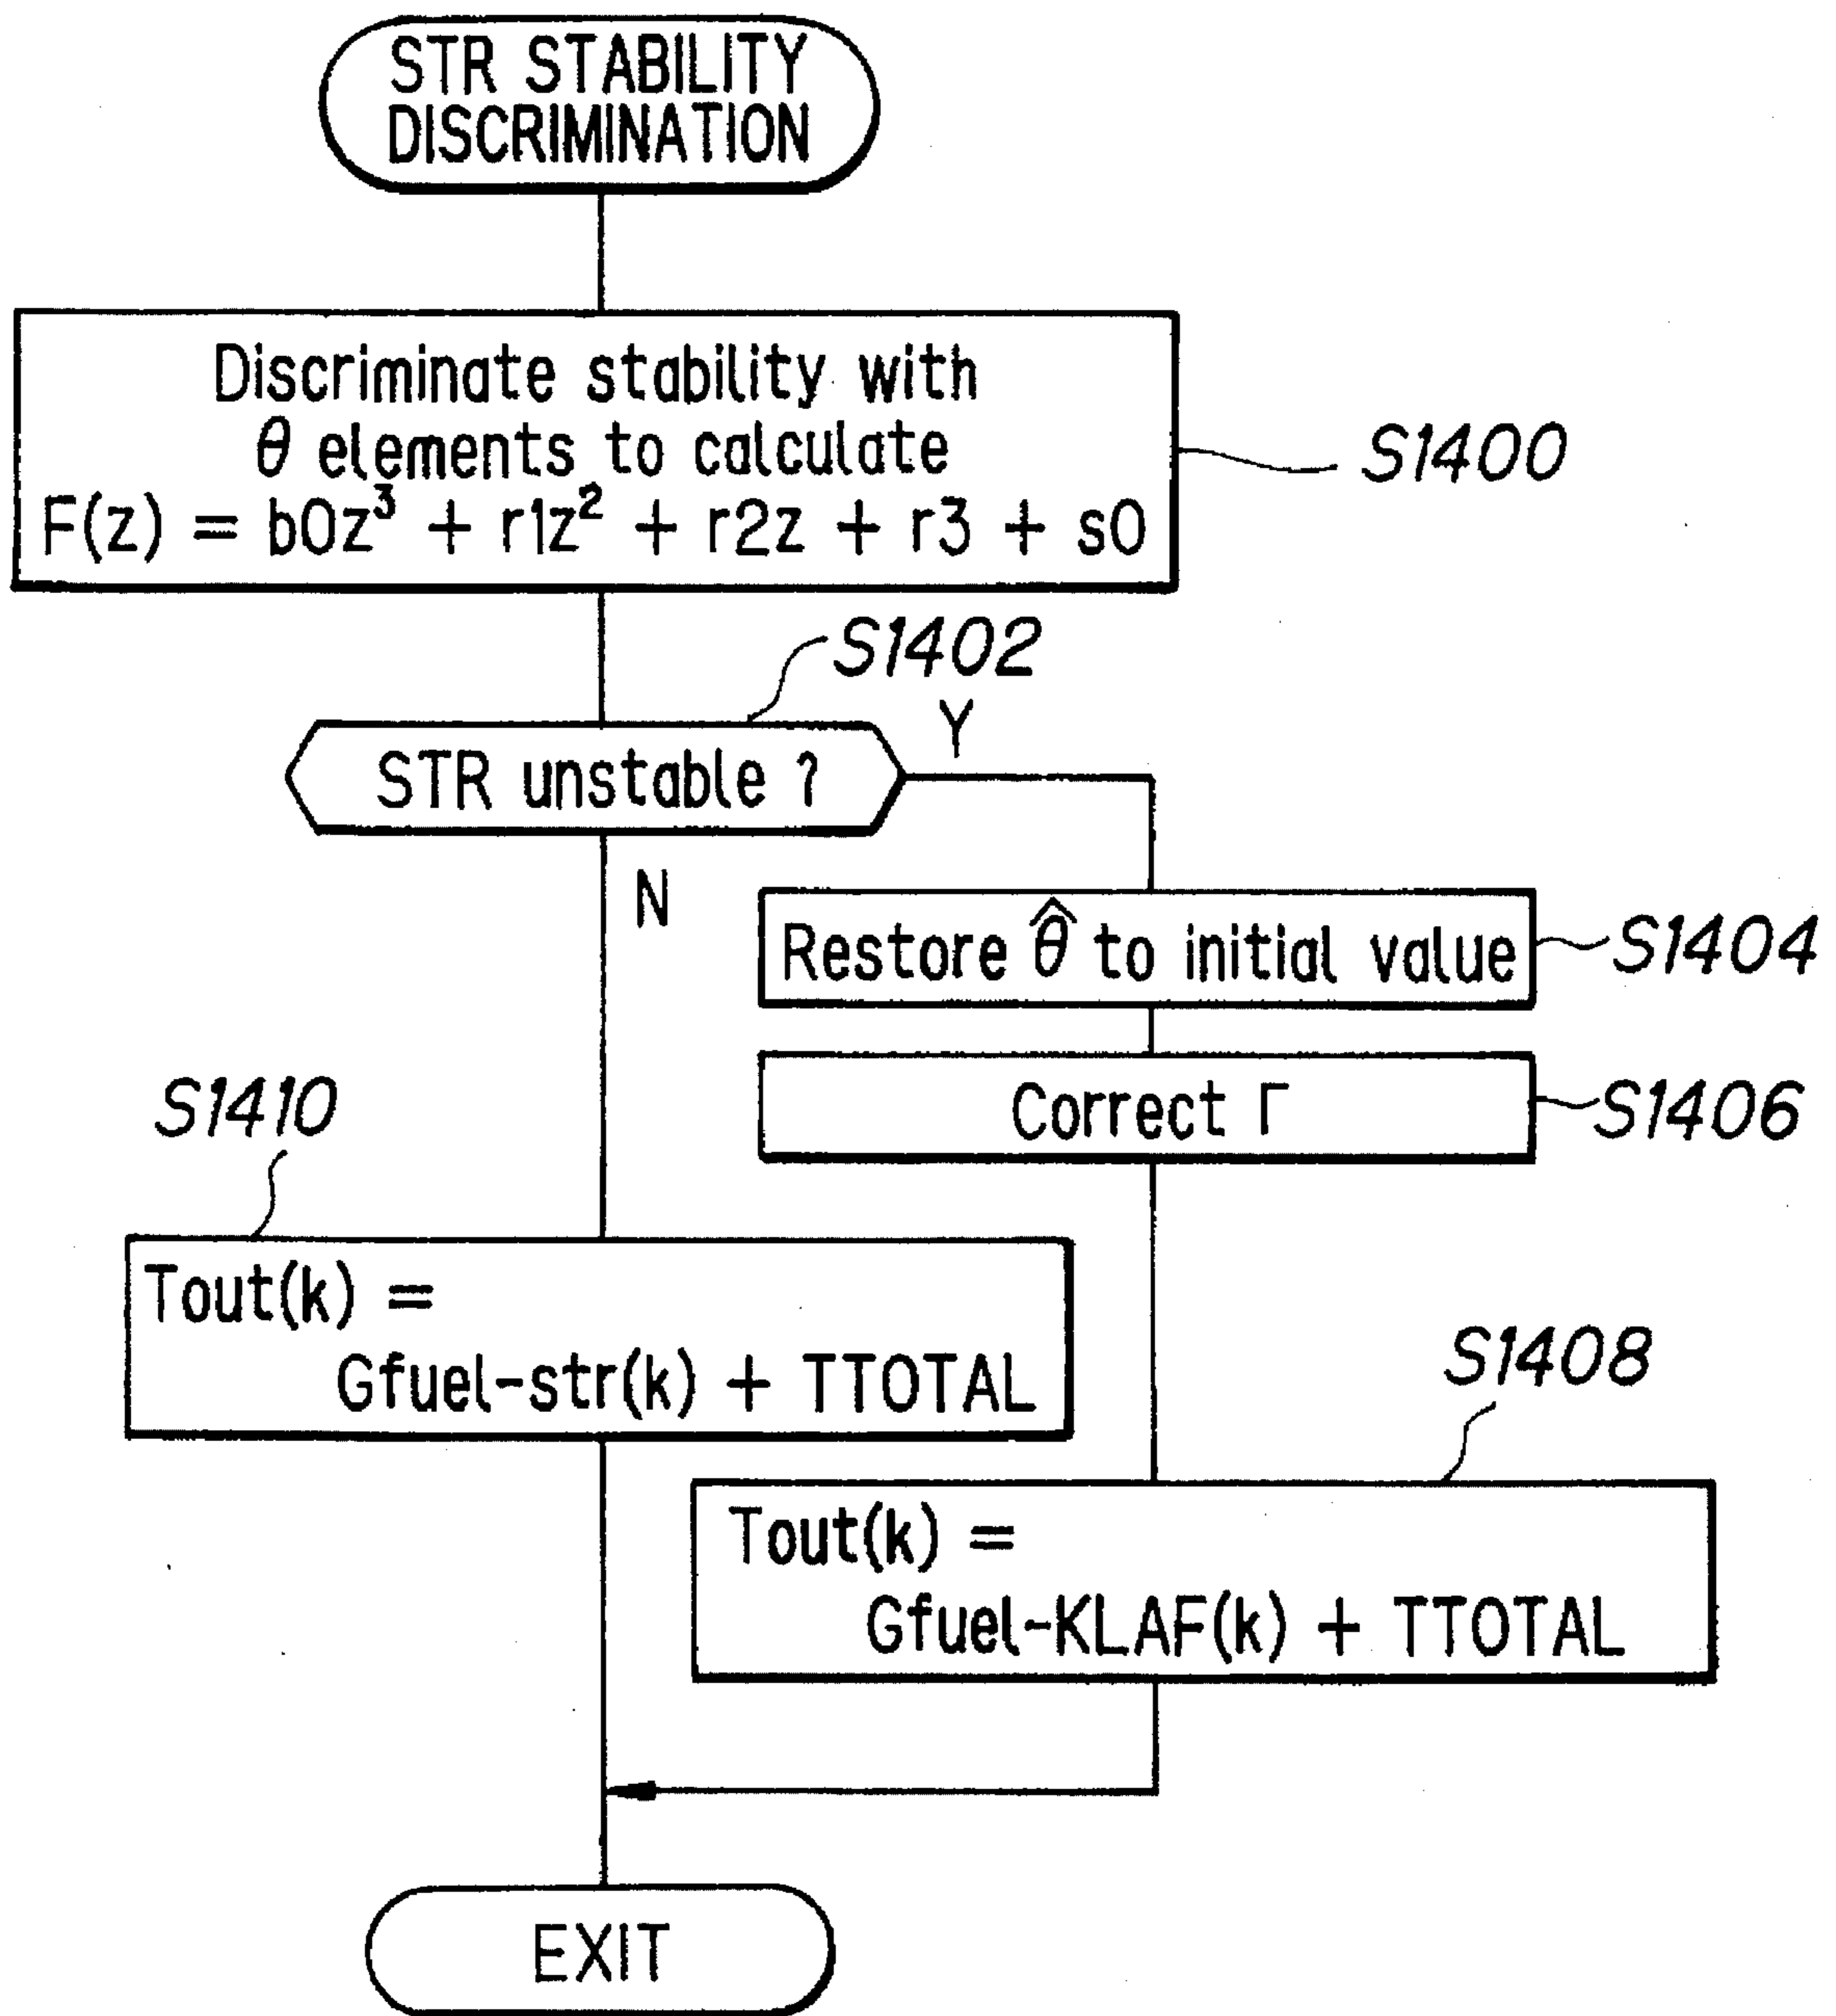 STR STABILITY
DISCRIMINATION
Discriminate stability with
θ elements to calculate
F(z) = b0z³ + r1z² + r2z + r3 + s0
S1400
S1402
STR unstable ?
Y
N
Restore θ̂ to initial value
S1404
Correct Γ
S1406
S1410
Tout(k) =
Gfuel-str(k) + TTOTAL
S1408
Tout(k) =
Gfuel-KLAF(k) + TTOTAL
EXIT